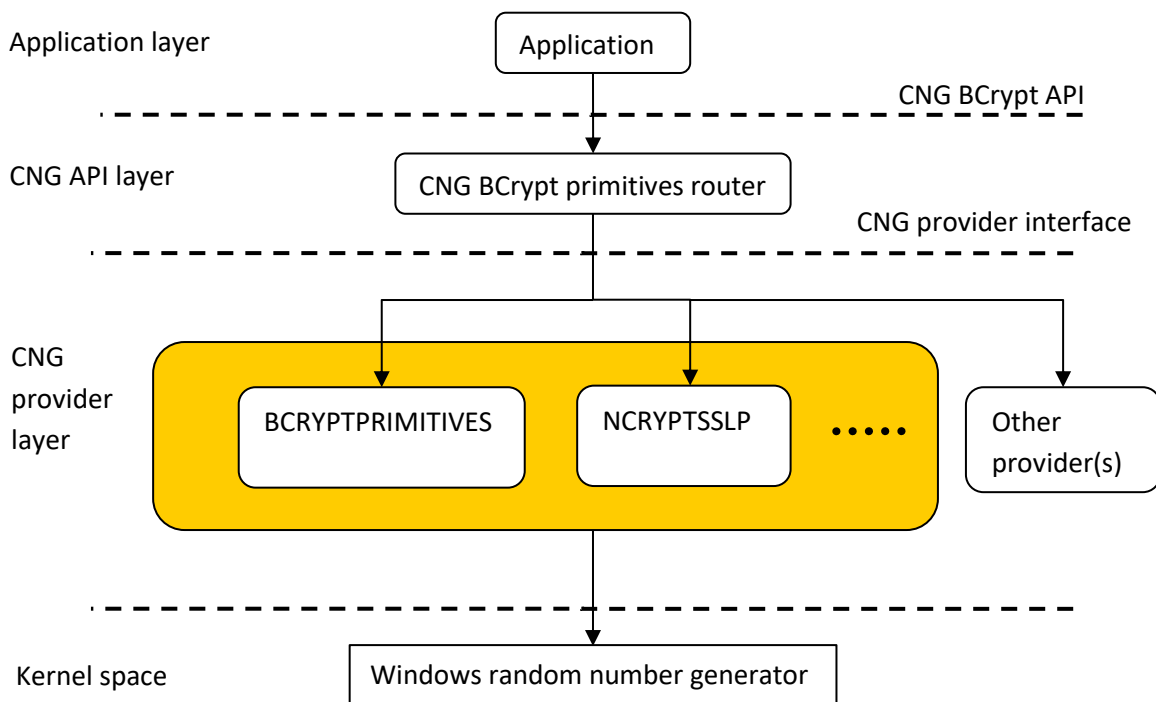 Application layer
Application
CNG BCrypt API
CNG API layer
CNG BCrypt primitives router
CNG provider interface
CNG
provider
layer
BCRYPTPRIMITIVES
NCRYPTSSLP
.....
Other
provider(s)
Kernel space
Windows random number generator